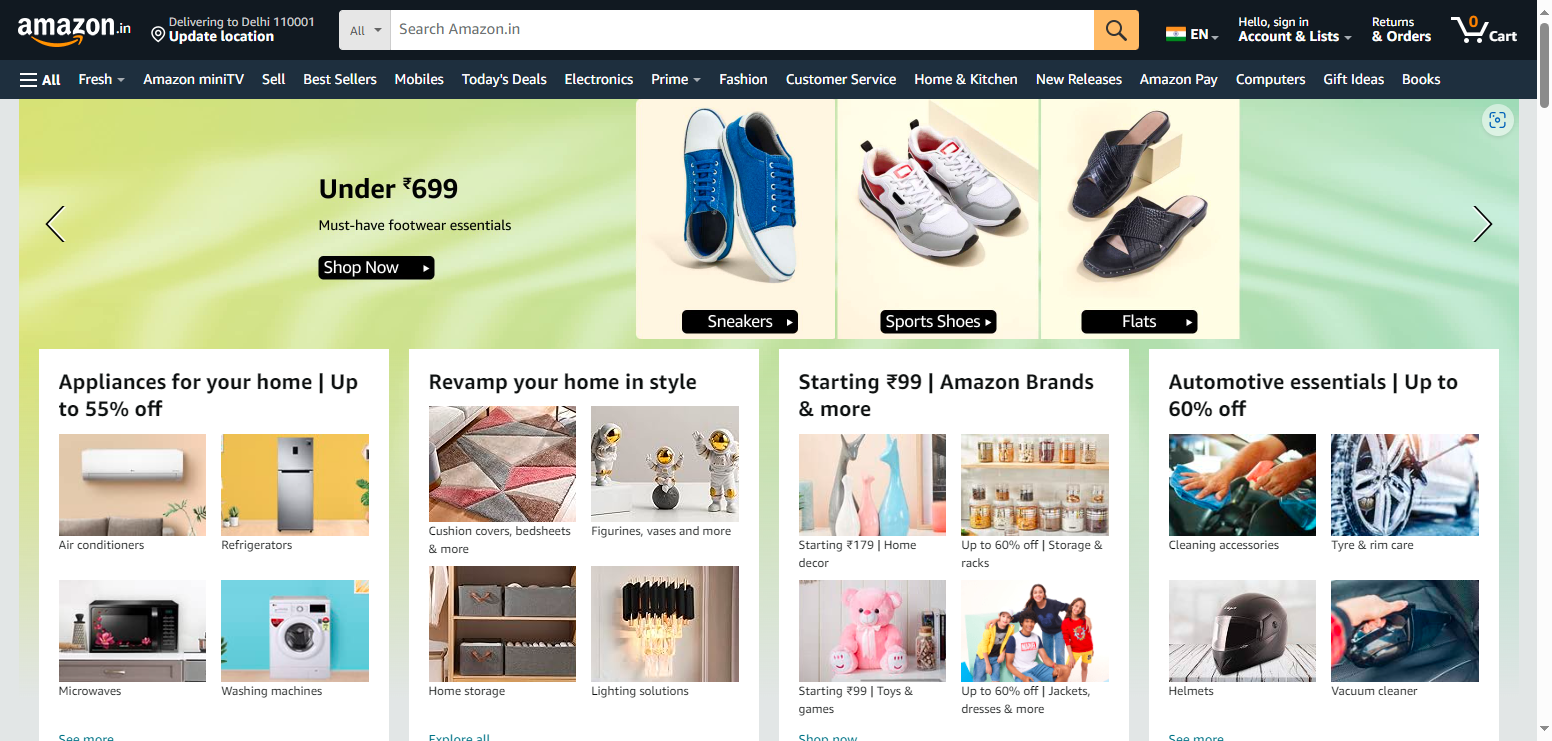 amazon.in
Delivering to Delhi 110001
Update location
All
Search Amazon.in
EN
Hello, sign in
Account & Lists
Returns
& Orders
0
Cart
All
Fresh
Amazon miniTV
Sell
Best Sellers
Mobiles
Today's Deals
Electronics
Prime
Fashion
Customer Service
Home & Kitchen
New Releases
Amazon Pay
Computers
Gift Ideas
Books
Under ₹699
Must-have footwear essentials
Shop Now
Sneakers
Sports Shoes
Flats
Appliances for your home | Up
to 55% off
Air conditioners
Refrigerators
Microwaves
Washing machines
See more
Revamp your home in style
Cushion covers, bedsheets
& more
Figurines, vases and more
Home storage
Lighting solutions
Explore all
Starting ₹99 | Amazon Brands
& more
Starting ₹179 | Home
decor
Up to 60% off | Storage &
racks
Starting ₹99 | Toys &
games
Up to 60% off | Jackets,
dresses & more
Shop now
Automotive essentials | Up to
60% off
Cleaning accessories
Tyre & rim care
Helmets
Vacuum cleaner
See more